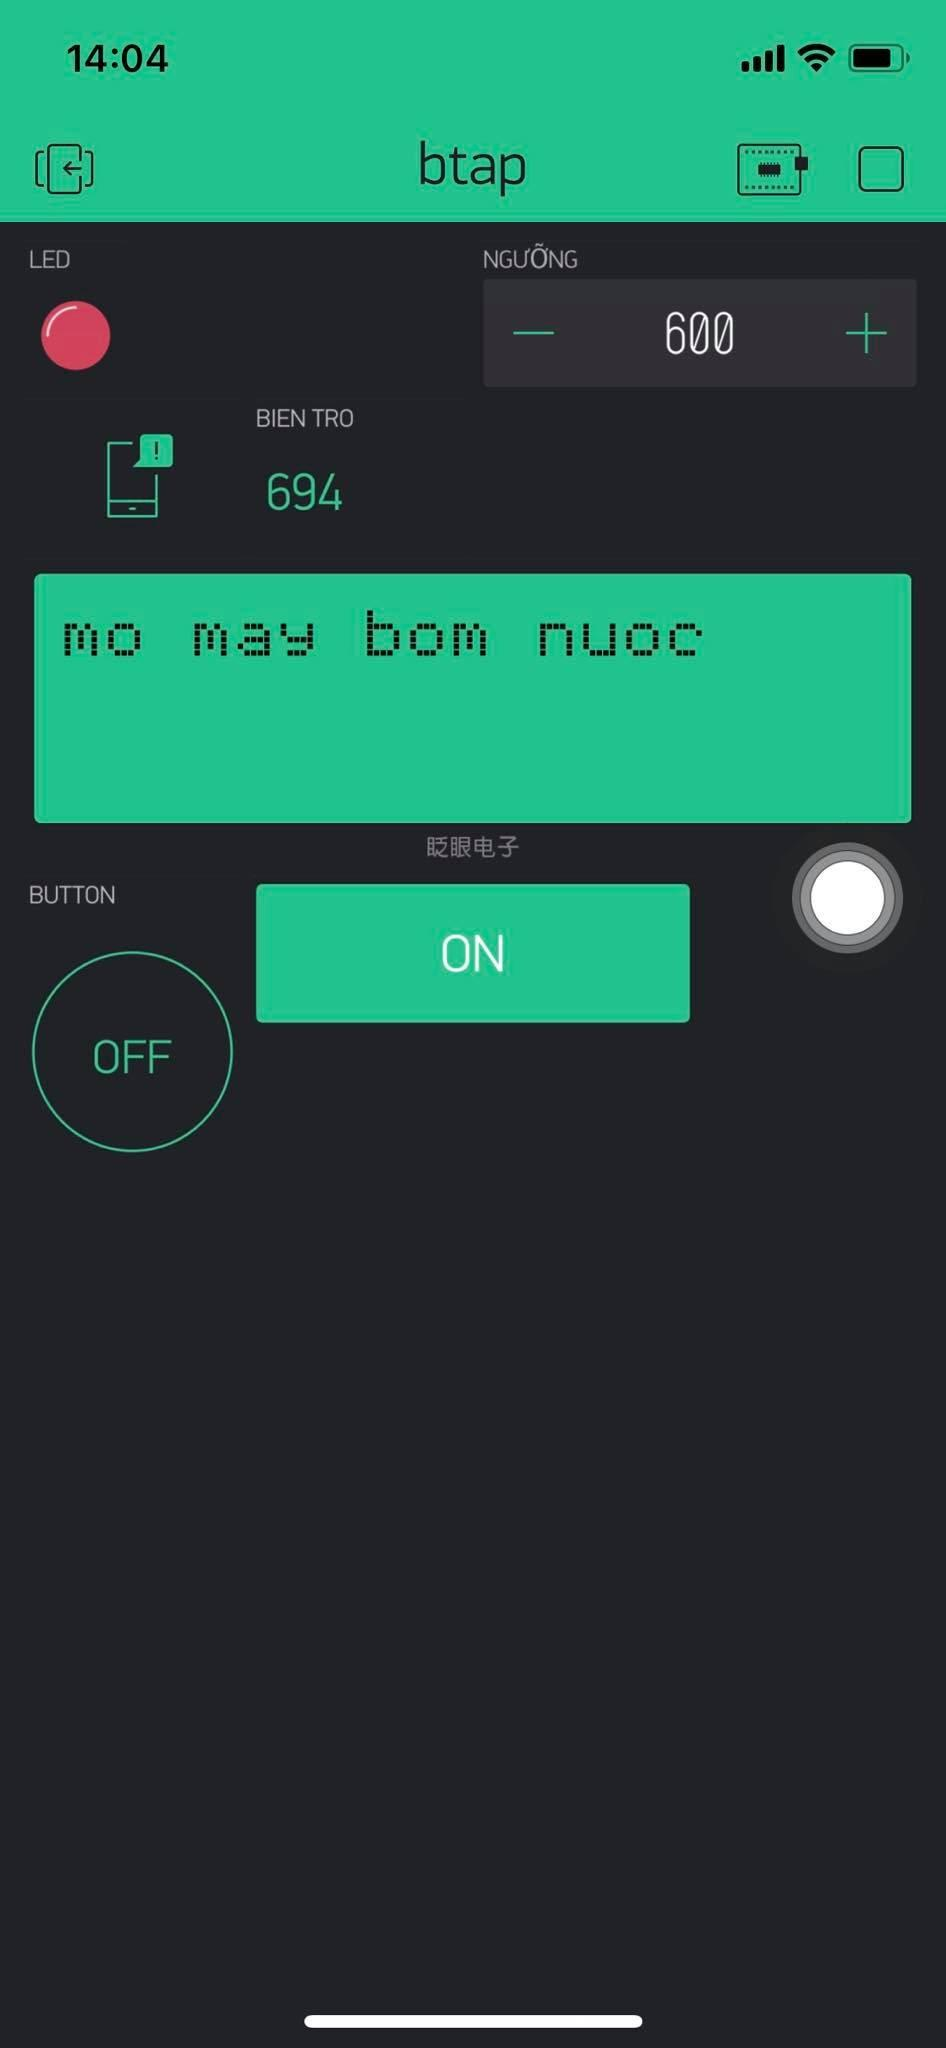 14:04
btap
LED
NGƯỠNG
600
BIEN TRO
694
mo may bom nuoc
眨眼电子
BUTTON
ON
OFF